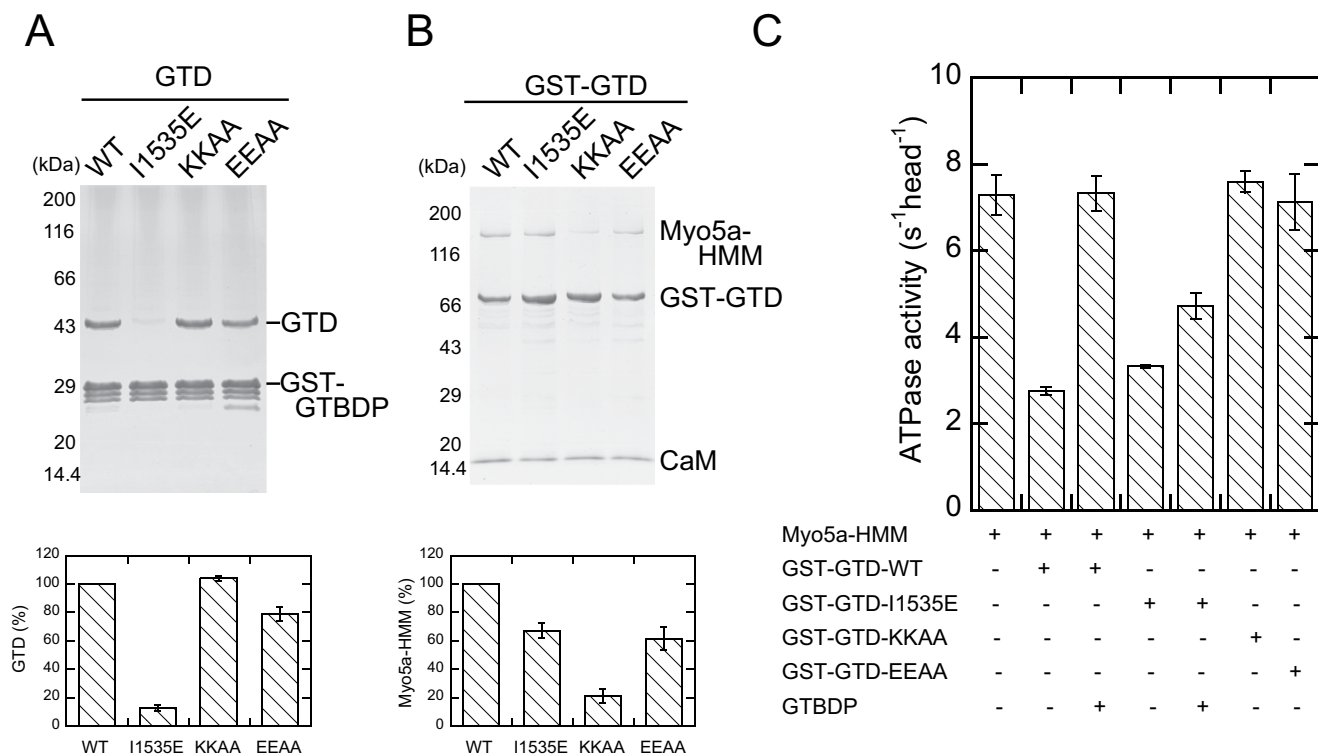 A
GTD
(kDa) WT I1535E KKAA EEAA
200
116
66
43
29
20
14.4
GTD
GST-
GTBDP
GTD (%)
120
100
80
60
40
20
0
WT I1535E KKAA EEAA
B
GST-GTD
(kDa) WT I1535E KKAA EEAA
200
116
66
43
29
20
14.4
Myo5a-
HMM
GST-GTD
CaM
Myo5a-HMM (%)
120
100
80
60
40
20
0
WT I1535E KKAA EEAA
C
ATPase activity (s⁻¹head⁻¹)
10
8
6
4
2
0
Myo5a-HMM + + + + + + +
GST-GTD-WT - + + - - - -
GST-GTD-I1535E - - - + + - -
GST-GTD-KKAA - - - - - + -
GST-GTD-EEAA - - - - - - +
GTBDP - - + - + - -